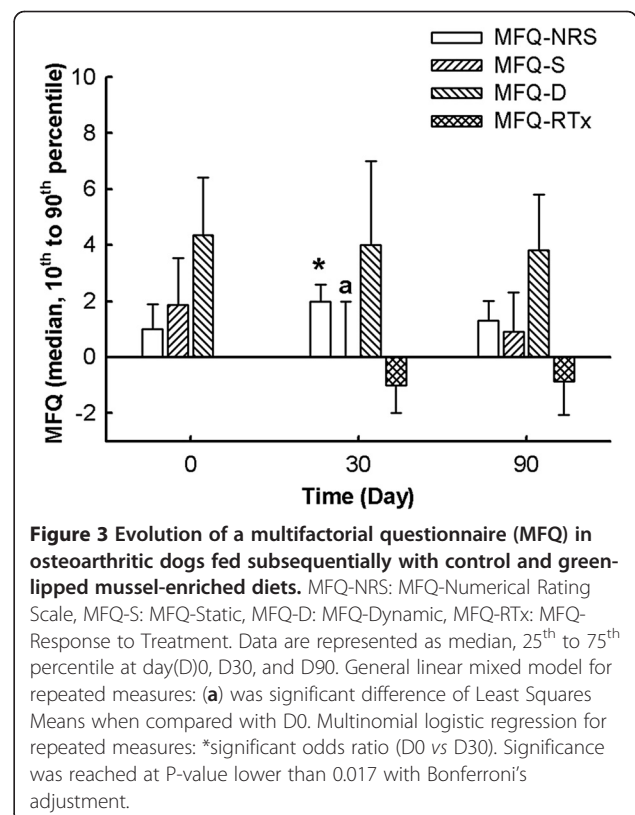 MFQ-NRS
MFQ-S
MFQ-D
MFQ-RTx
MFQ (median, 10th to 90th percentile)
10
8
6
4
2
0
-2
*
a
0
30
90
Time (Day)
Figure 3 Evolution of a multifactorial questionnaire (MFQ) in
osteoarthritic dogs fed subsequentially with control and green-
lipped mussel-enriched diets. MFQ-NRS: MFQ-Numerical Rating
Scale, MFQ-S: MFQ-Static, MFQ-D: MFQ-Dynamic, MFQ-RTx: MFQ-
Response to Treatment. Data are represented as median, 25th to 75th
percentile at day(D)0, D30, and D90. General linear mixed model for
repeated measures: (a) was significant difference of Least Squares
Means when compared with D0. Multinomial logistic regression for
repeated measures: *significant odds ratio (D0 vs D30). Significance
was reached at P-value lower than 0.017 with Bonferroni's
adjustment.